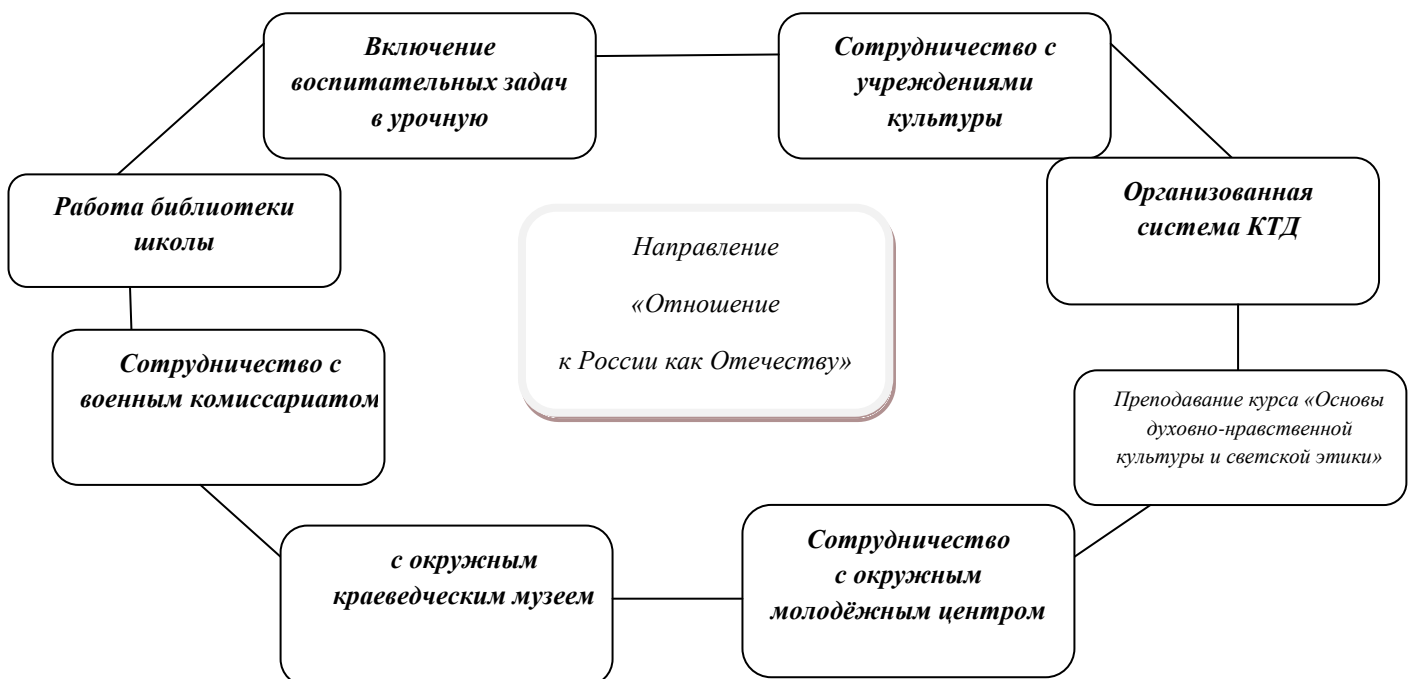 Включение
воспитательных задач
в урочную
Сотрудничество с
учреждениями
культуры
Организованная
система КТД
Работа библиотеки
школы
Направление
«Отношение
к России как Отечеству»
Сотрудничество с
военным комиссариатом
Преподавание курса «Основы
духовно-нравственной
культуры и светской этики»
с окружным
краеведческим музеем
Сотрудничество
с окружным
молодёжным центром